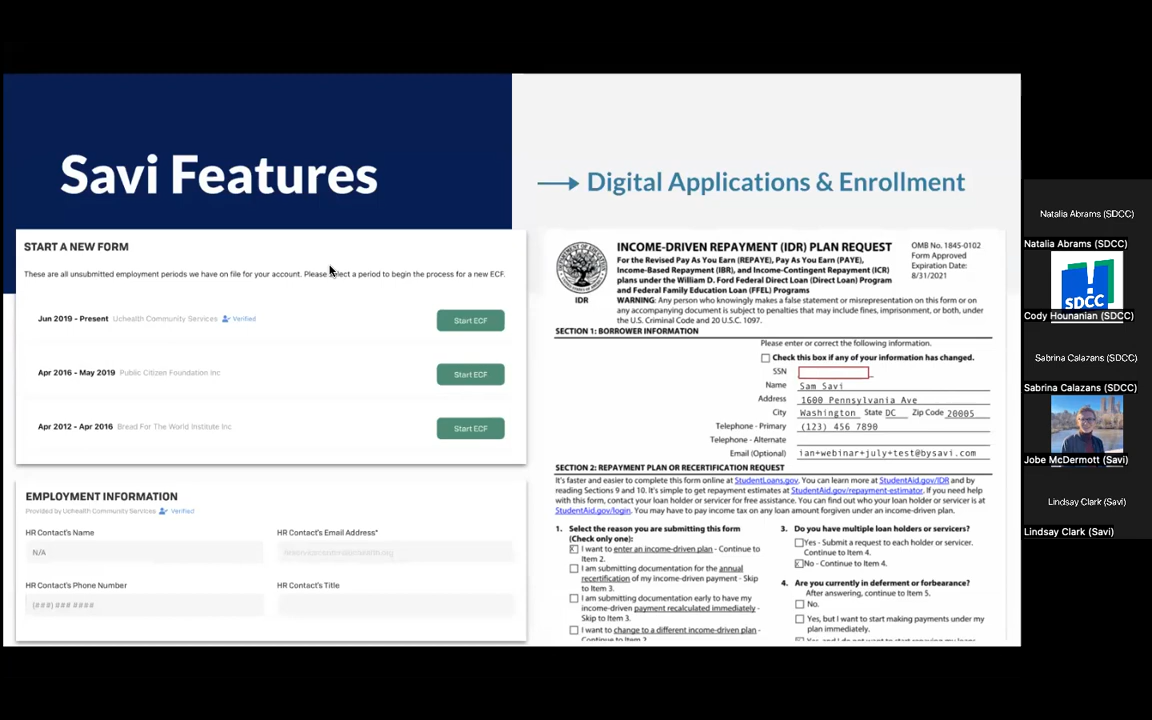 Savi Features
Digital Applications & Enrollment
START A NEW FORM
These are all unsubmitted employment periods we have on file for your account. Please select a period to begin the process for a new ECF.
Jun 2019 - Present Uchealth Community Services Verified
Start ECF
Apr 2016 - May 2019 Public Citizen Foundation Inc
Start ECF
Apr 2012 - Apr 2016 Bread For The World Institute Inc
Start ECF
EMPLOYMENT INFORMATION
Provided by Uchealth Community Services Verified
HR Contact's Name
HR Contact's Email Address*
N/A
HR Contact's Phone Number
HR Contact's Title
(###) ### ####
IDR
INCOME-DRIVEN REPAYMENT (IDR) PLAN REQUEST
For the Revised Pay As You Earn (REPAYE), Pay As You Earn (PAYE),
Income-Based Repayment (IBR), and Income-Contingent Repayment (ICR)
plans under the William D. Ford Federal Direct Loan (Direct Loan) Program
and Federal Family Education Loan (FFEL) Programs
WARNING: Any person who knowingly makes a false statement or misrepresentation on this form or on
any accompanying document is subject to penalties that may include fines, imprisonment, or both, under
the U.S. Criminal Code and 20 U.S.C. 1097.
OMB No. 1845-0102
Form Approved
Expiration Date:
8/31/2021
SECTION 1: BORROWER INFORMATION
Please enter or correct the following information.
Check this box if any of your information has changed.
SSN
Name Sam Savi
Address 1600 Pennsylvania Ave
City Washington State DC Zip Code 20005
Telephone - Primary (123) 456 7890
Telephone - Alternate
Email (Optional) ian+webinar+july+test@bysavi.com
SECTION 2: REPAYMENT PLAN OR RECERTIFICATION REQUEST
It's faster and easier to complete this form online at StudentLoans.gov. You can learn more at StudentAid.gov/IDR and by
reading Sections 9 and 10. It's simple to get repayment estimates at StudentAid.gov/repayment-estimator. If you need help
with this form, contact your loan holder or servicer for free assistance. You can find out who your loan holder or servicer is at
StudentAid.gov/login. You may have to pay income tax on any loan amount forgiven under an income-driven plan.
1. Select the reason you are submitting this form
(Check only one):
I want to enter an income-driven plan - Continue to
Item 2.
I am submitting documentation for the annual
recertification of my income-driven payment - Skip
to Item 3.
I am submitting documentation early to have my
income-driven payment recalculated immediately -
Skip to Item 3.
I want to change to a different income-driven plan -
Continue to Item 2.
3. Do you have multiple loan holders or servicers?
Yes - Submit a request to each holder or servicer.
Continue to Item 4.
No - Continue to Item 4.
4. Are you currently in deferment or forbearance?
After answering, continue to Item 5.
No.
Yes, but I want to start making payments under my
plan immediately.
Natalia Abrams (SDCC)
Natalia Abrams (SDCC)
SDCC
Cody Hounanian (SDCC)
Sabrina Calazans (SDCC)
Sabrina Calazans (SDCC)
Jobe McDermott (Savi)
Lindsay Clark (Savi)
Lindsay Clark (Savi)